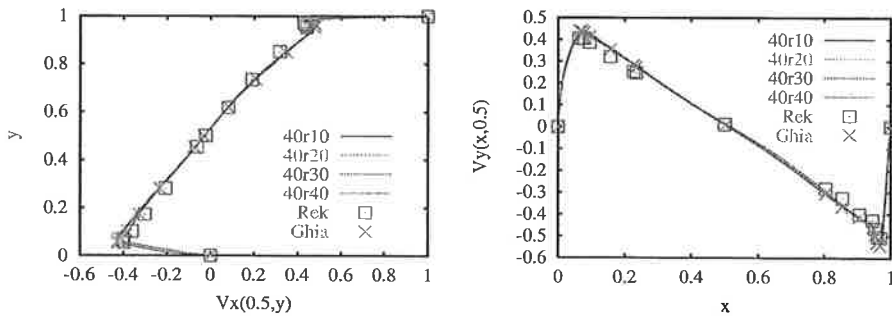 1
0.8
0.6
0.4
0.2
0
y
-0.6 -0.4 -0.2 0 0.2 0.4 0.6 0.8 1
Vx(0.5,y)
40r10
40r20
40r30
40r40
Rek
Ghia
0.5
0.4
0.3
0.2
0.1
0
-0.1
-0.2
-0.3
-0.4
-0.5
-0.6
Vy(x,0.5)
0 0.2 0.4 0.6 0.8 1
x
40r10
40r20
40r30
40r40
Rek
Ghia